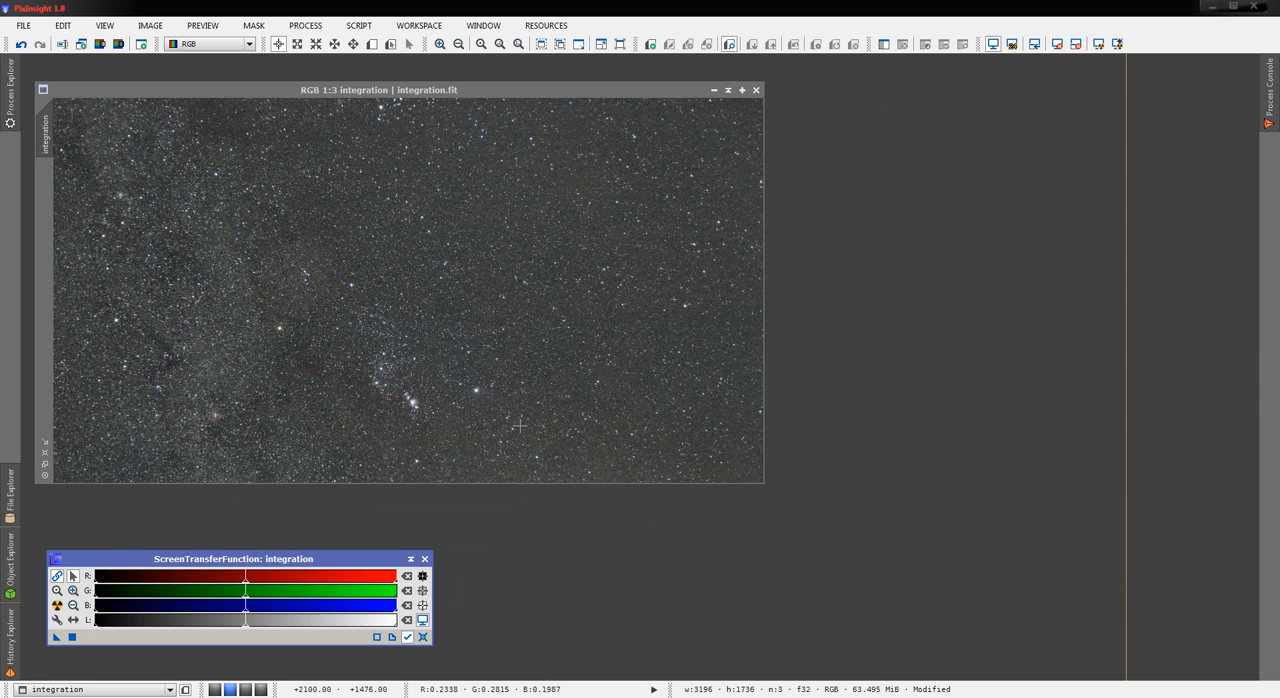 PixInsight 1.8
FILE EDIT VIEW IMAGE PREVIEW MASK PROCESS SCRIPT WORKSPACE WINDOW RESOURCES
RGB
Process Explorer
Process Console
RGB 1:3 integration | integration.fit
integration
File Explorer
Object Explorer
History Explorer
ScreenTransferFunction: integration
R:
G:
B:
L:
integration +2100.00 · +1476.00 R:0.2338 · G:0.2815 · B:0.1987 w:3196 · h:1736 · n:3 · f32 · RGB · 63.495 MiB · Modified